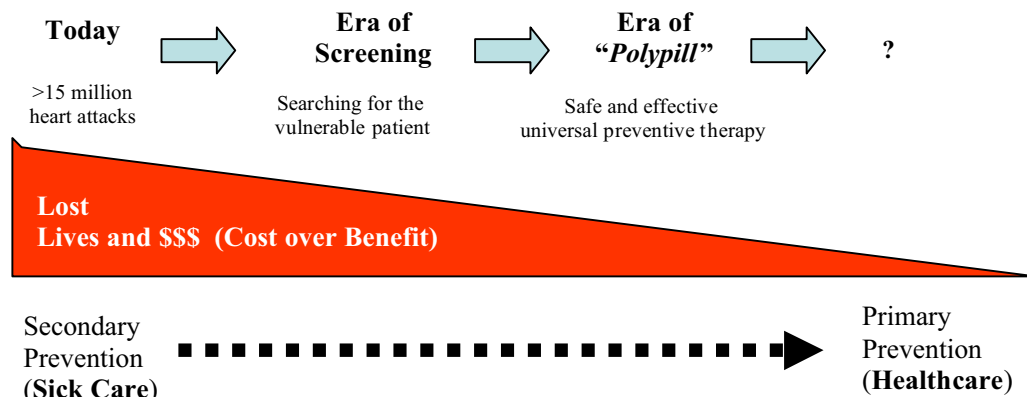 Today
>15 million
heart attacks
Era of
Screening
Searching for the
vulnerable patient
Era of
“Polypill”
Safe and effective
universal preventive therapy
?
Lost
Lives and $$$ (Cost over Benefit)
Secondary
Prevention
(Sick Care)
Primary
Prevention
(Healthcare)